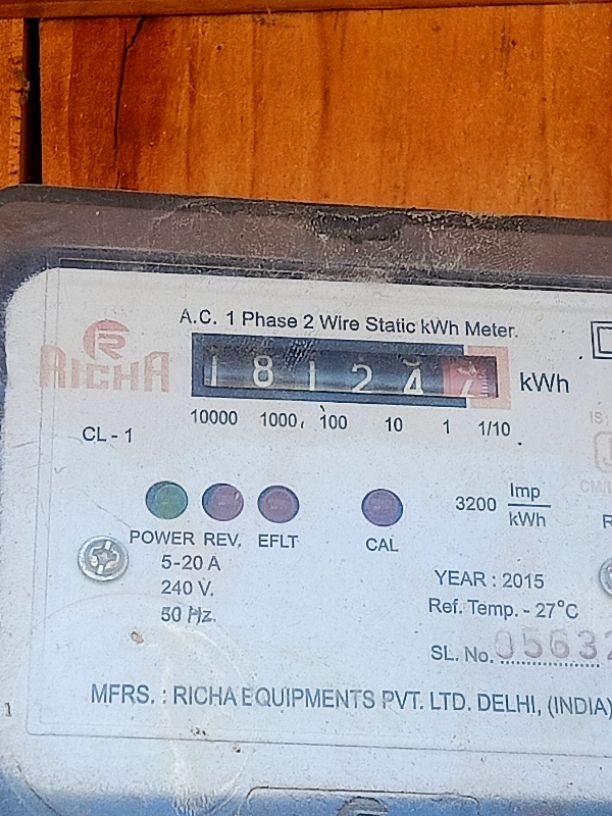 A.C. 1 Phase 2 Wire Static kWh Meter.
RICHA
1 8 1 2 4 kWh
10000 1000 100 10 1 1/10
CL - 1
3200 Imp/kWh
POWER REV. EFLT CAL
5-20 A
240 V.
50 Hz.
YEAR : 2015
Ref. Temp. - 27°C
SL. No. 05632
MFRS. : RICHA EQUIPMENTS PVT. LTD. DELHI, (INDIA)